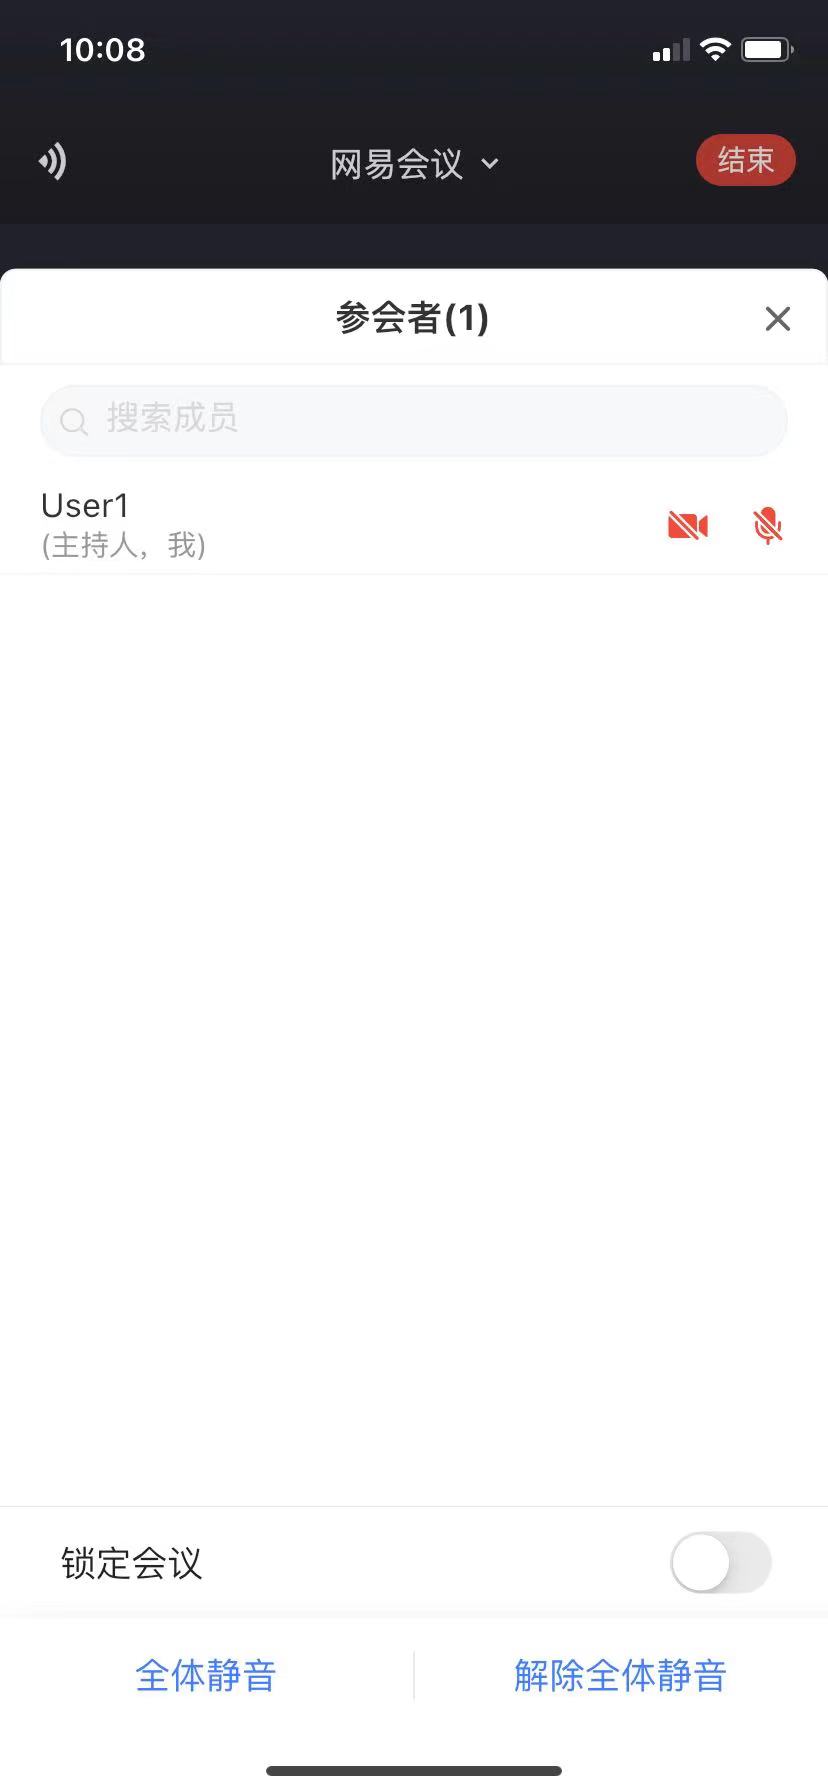 10:08
网易会议
结束
参会者(1)
搜索成员
User1
(主持人，我)
锁定会议
全体静音
解除全体静音